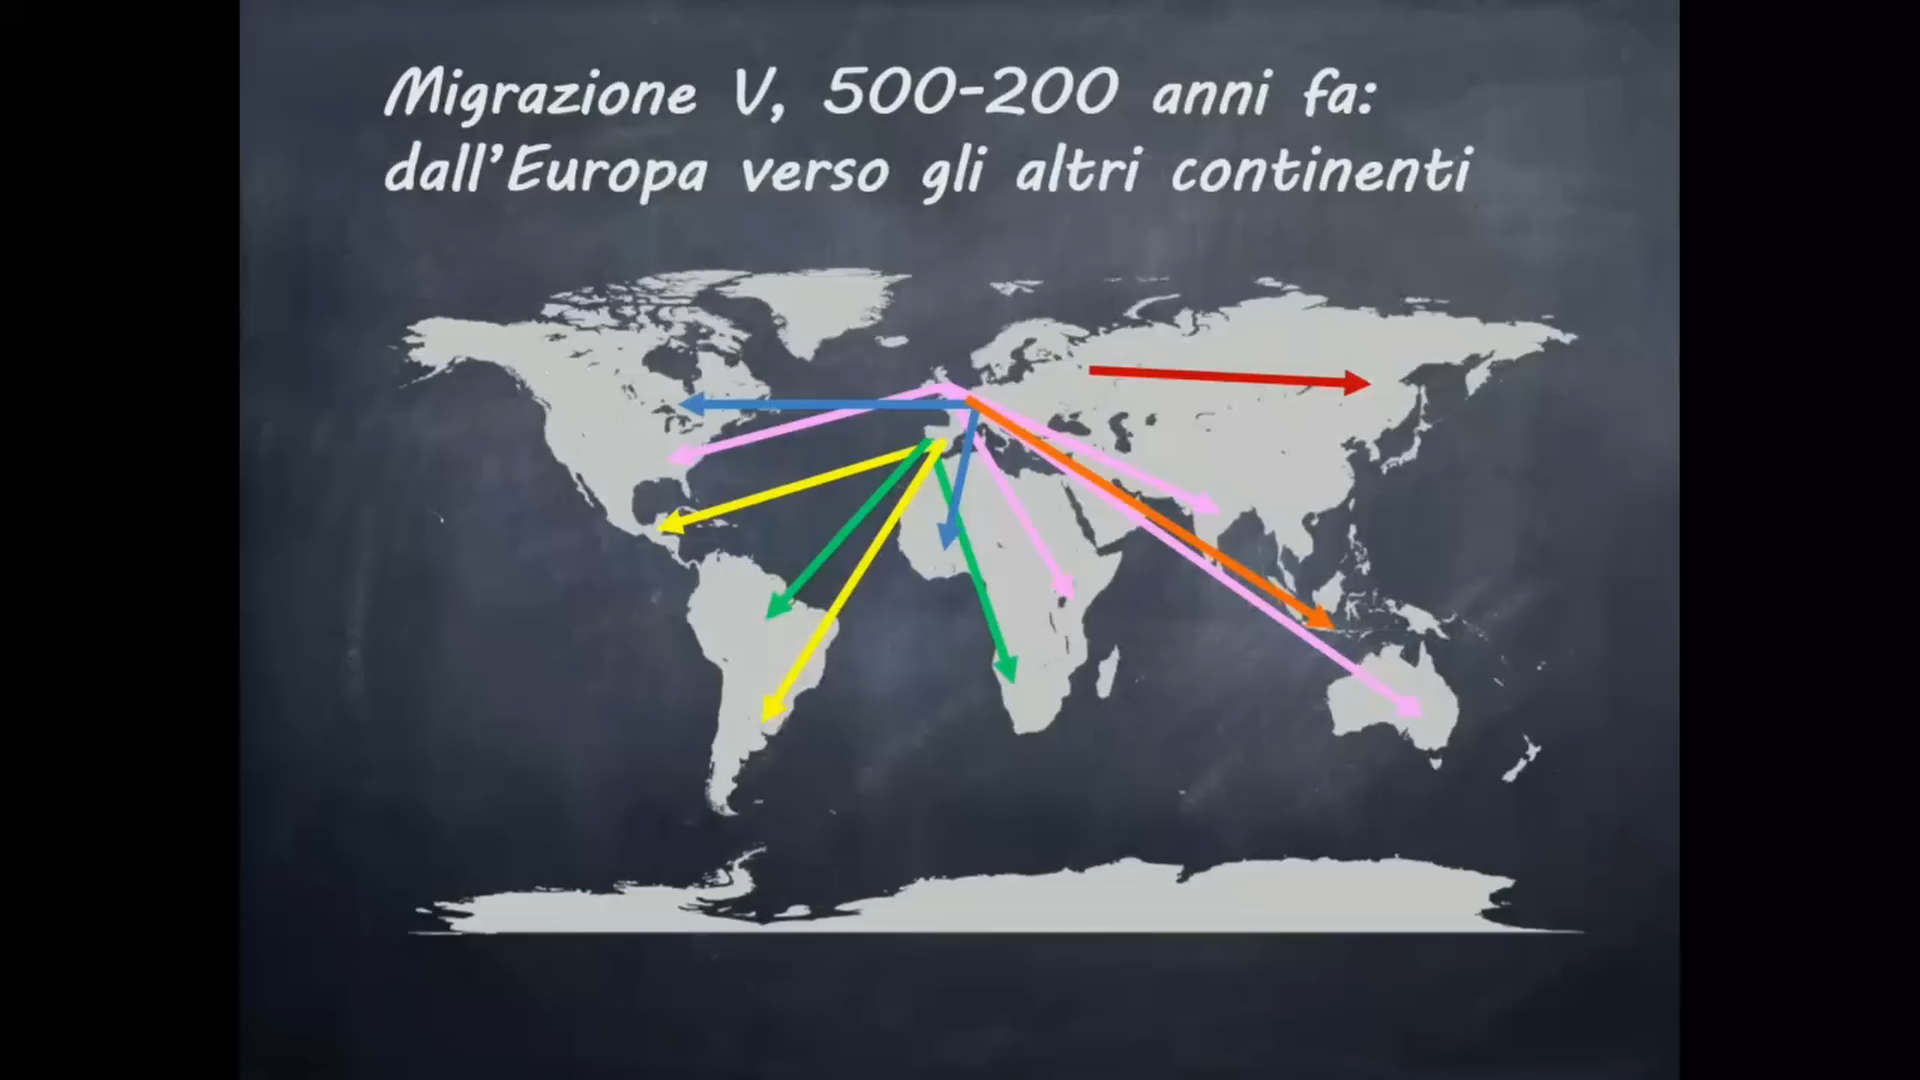 Migrazione V, 500-200 anni fa:
dall’Europa verso gli altri continenti